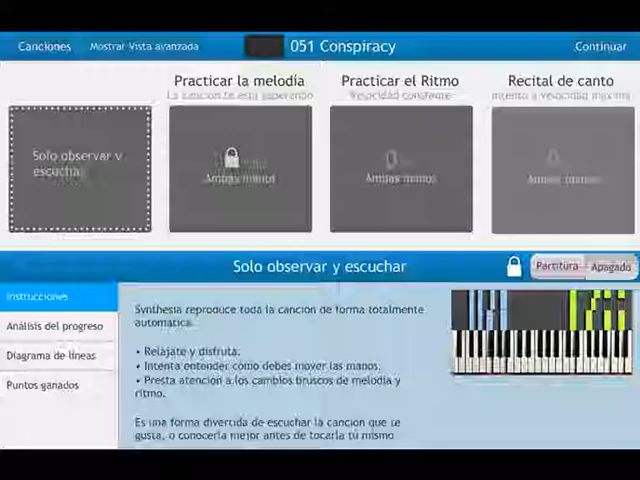 Canciones
Mostrar Vista avanzada
051 Conspiracy
Continuar
Practicar la melodía
La canción te está esperando
Practicar el Ritmo
Velocidad constante
Recital de canto
Intento a velocidad máxima
Solo observar y
escuchar
Ambas manos
0
Ambas manos
0
Ambas manos
Solo observar y escuchar
Partitura
Apagado
Instrucciones
Análisis del progreso
Diagrama de líneas
Puntos ganados
Synthesia reproduce toda la canción de forma totalmente
automática.
• Relájate y disfruta.
• Intenta entender cómo debes mover las manos.
• Presta atención a los cambios bruscos de melodía y
ritmo.
Es una forma divertida de escuchar la canción que te
gusta, o conocerla mejor antes de tocarla tú mismo